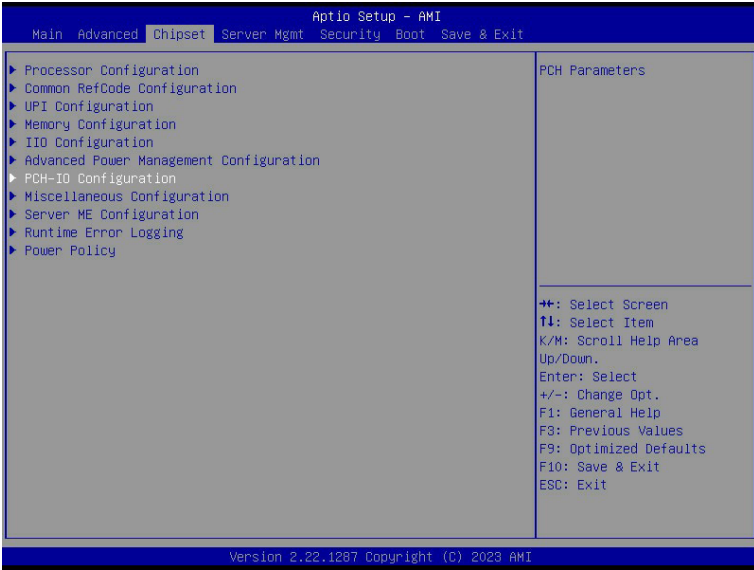 Aptio Setup - AMI
Main Advanced Chipset Server Mgmt Security Boot Save & Exit
Processor Configuration
Common RefCode Configuration
UPI Configuration
Memory Configuration
IIO Configuration
Advanced Power Management Configuration
PCH-IO Configuration
Miscellaneous Configuration
Server ME Configuration
Runtime Error Logging
Power Policy
PCH Parameters
→←: Select Screen
↑↓: Select Item
K/M: Scroll Help Area
Up/Down.
Enter: Select
+/-: Change Opt.
F1: General Help
F3: Previous Values
F9: Optimized Defaults
F10: Save & Exit
ESC: Exit
Version 2.22.1287 Copyright (C) 2023 AMI